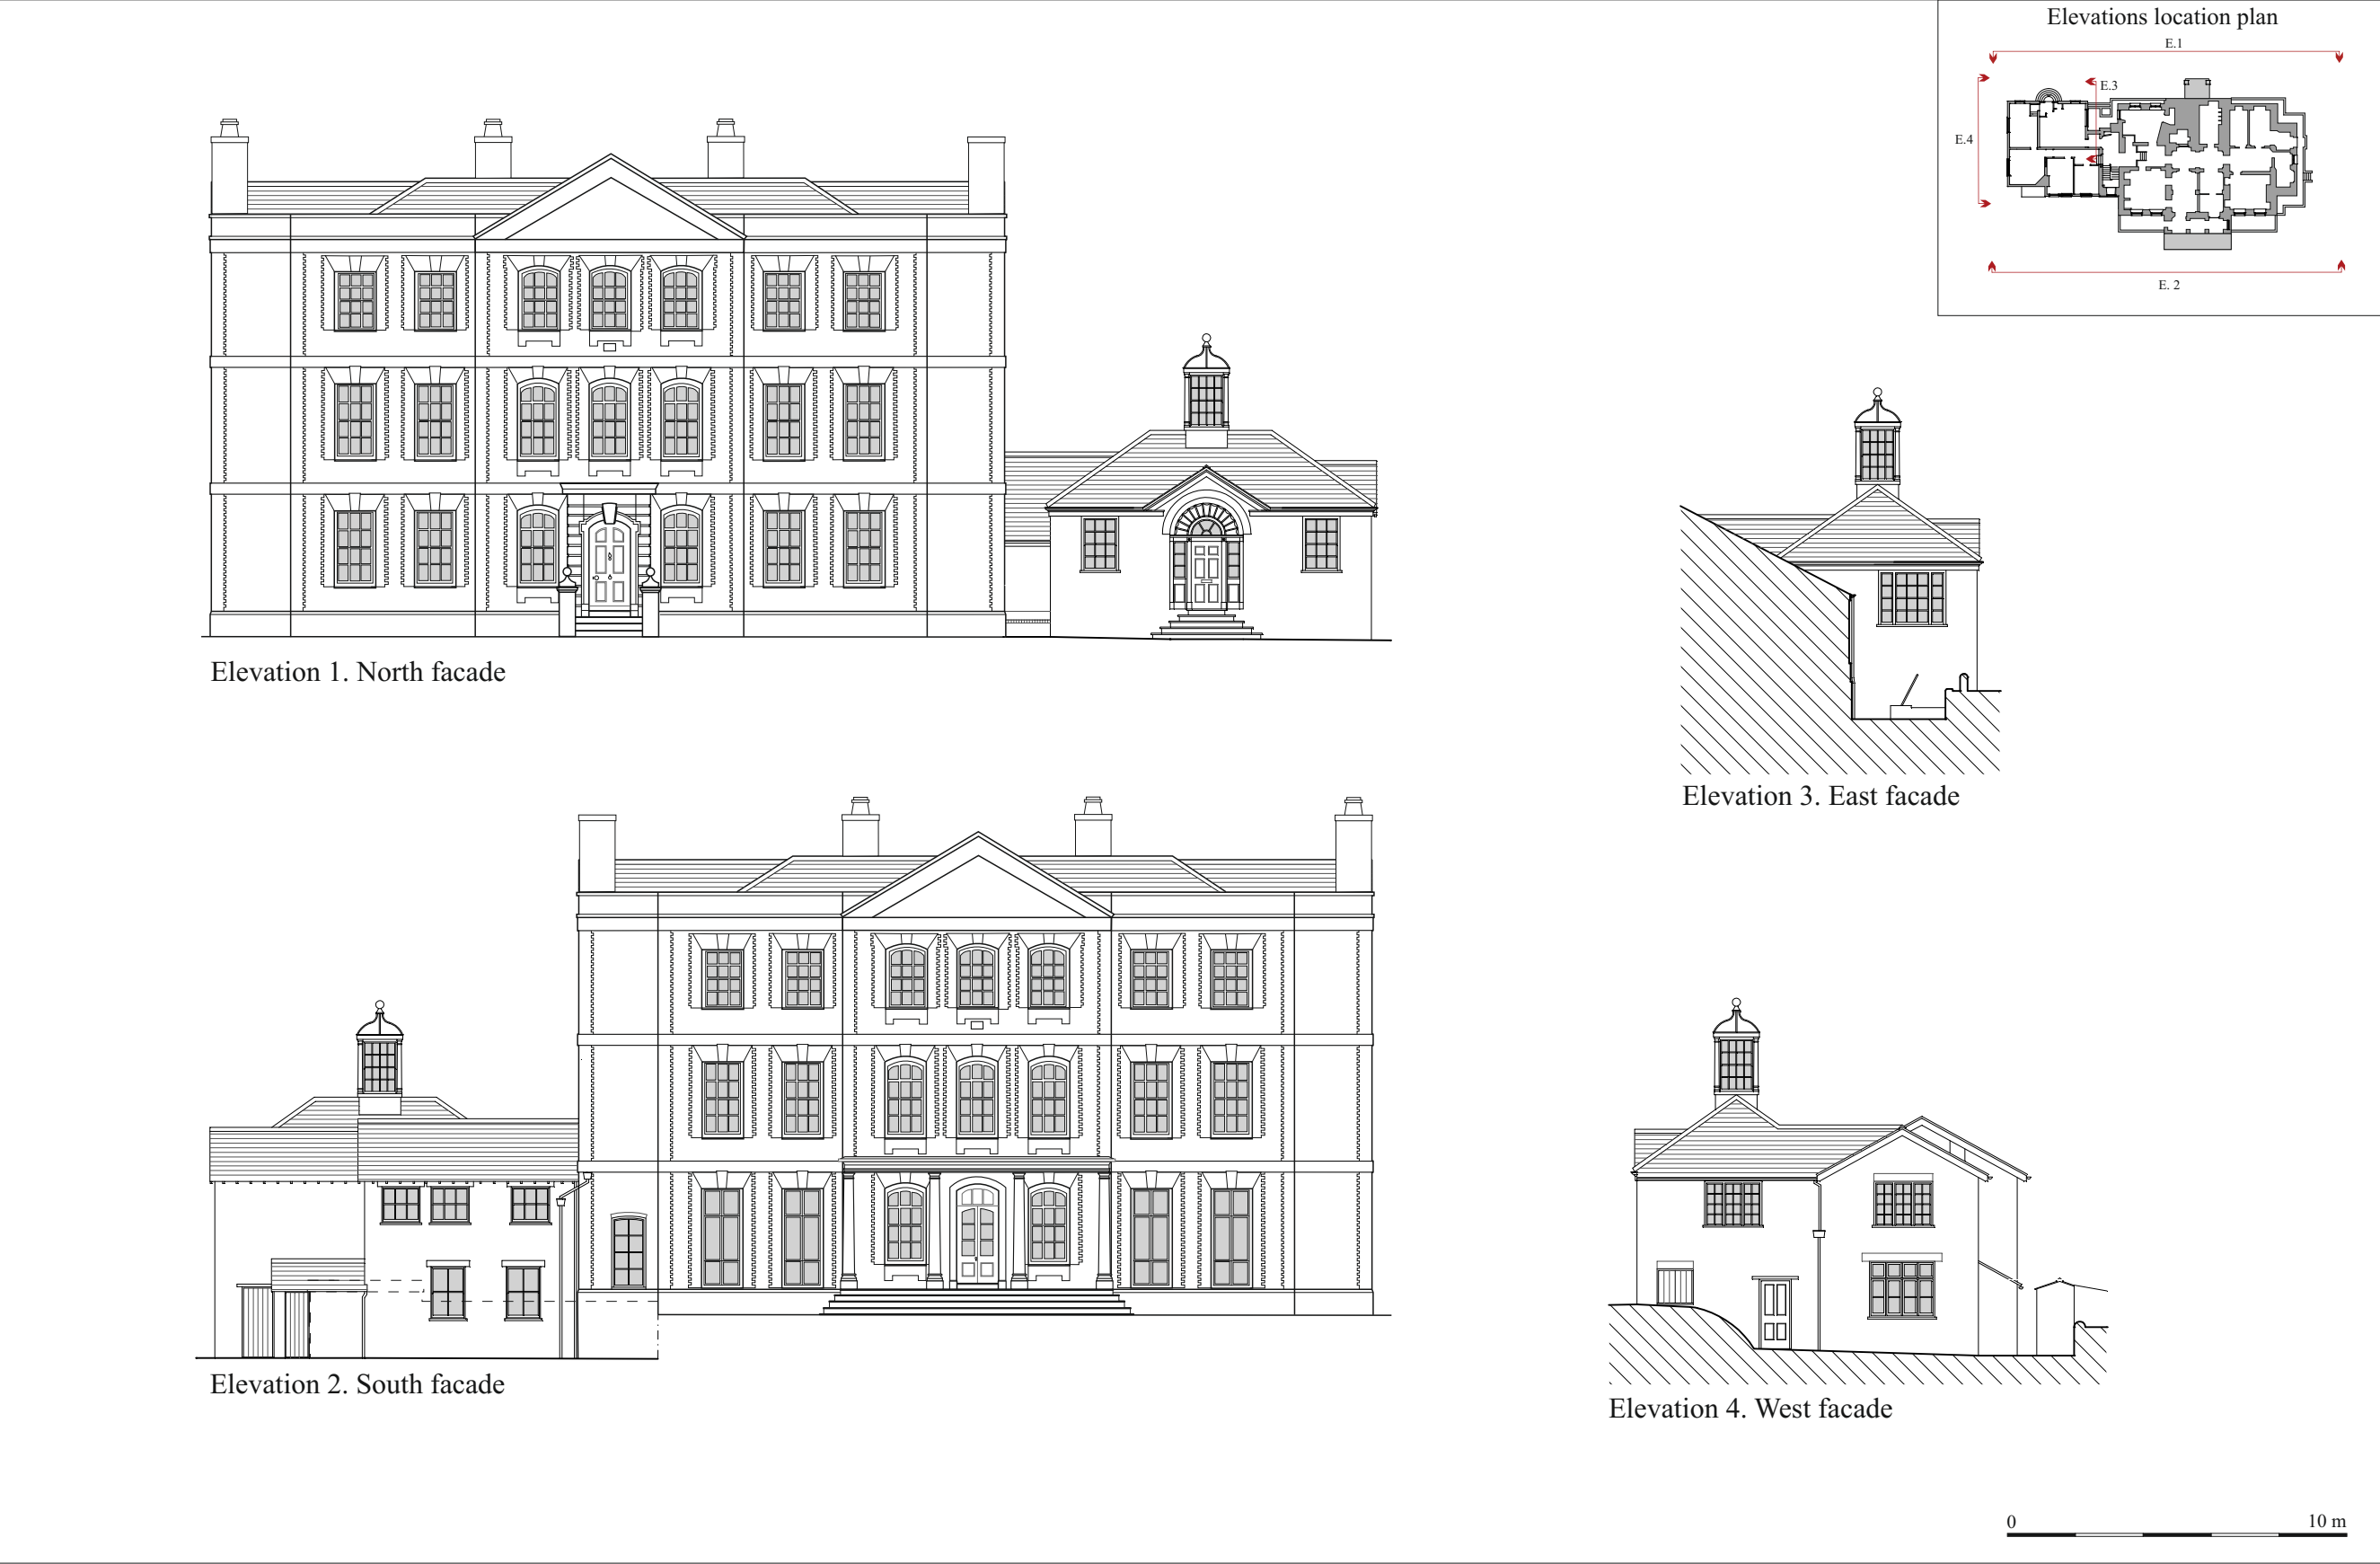 Elevations location plan
E.1
E.3
E.4
E. 2
Elevation 1. North facade
Elevation 3. East facade
Elevation 2. South facade
Elevation 4. West facade
0 10 m